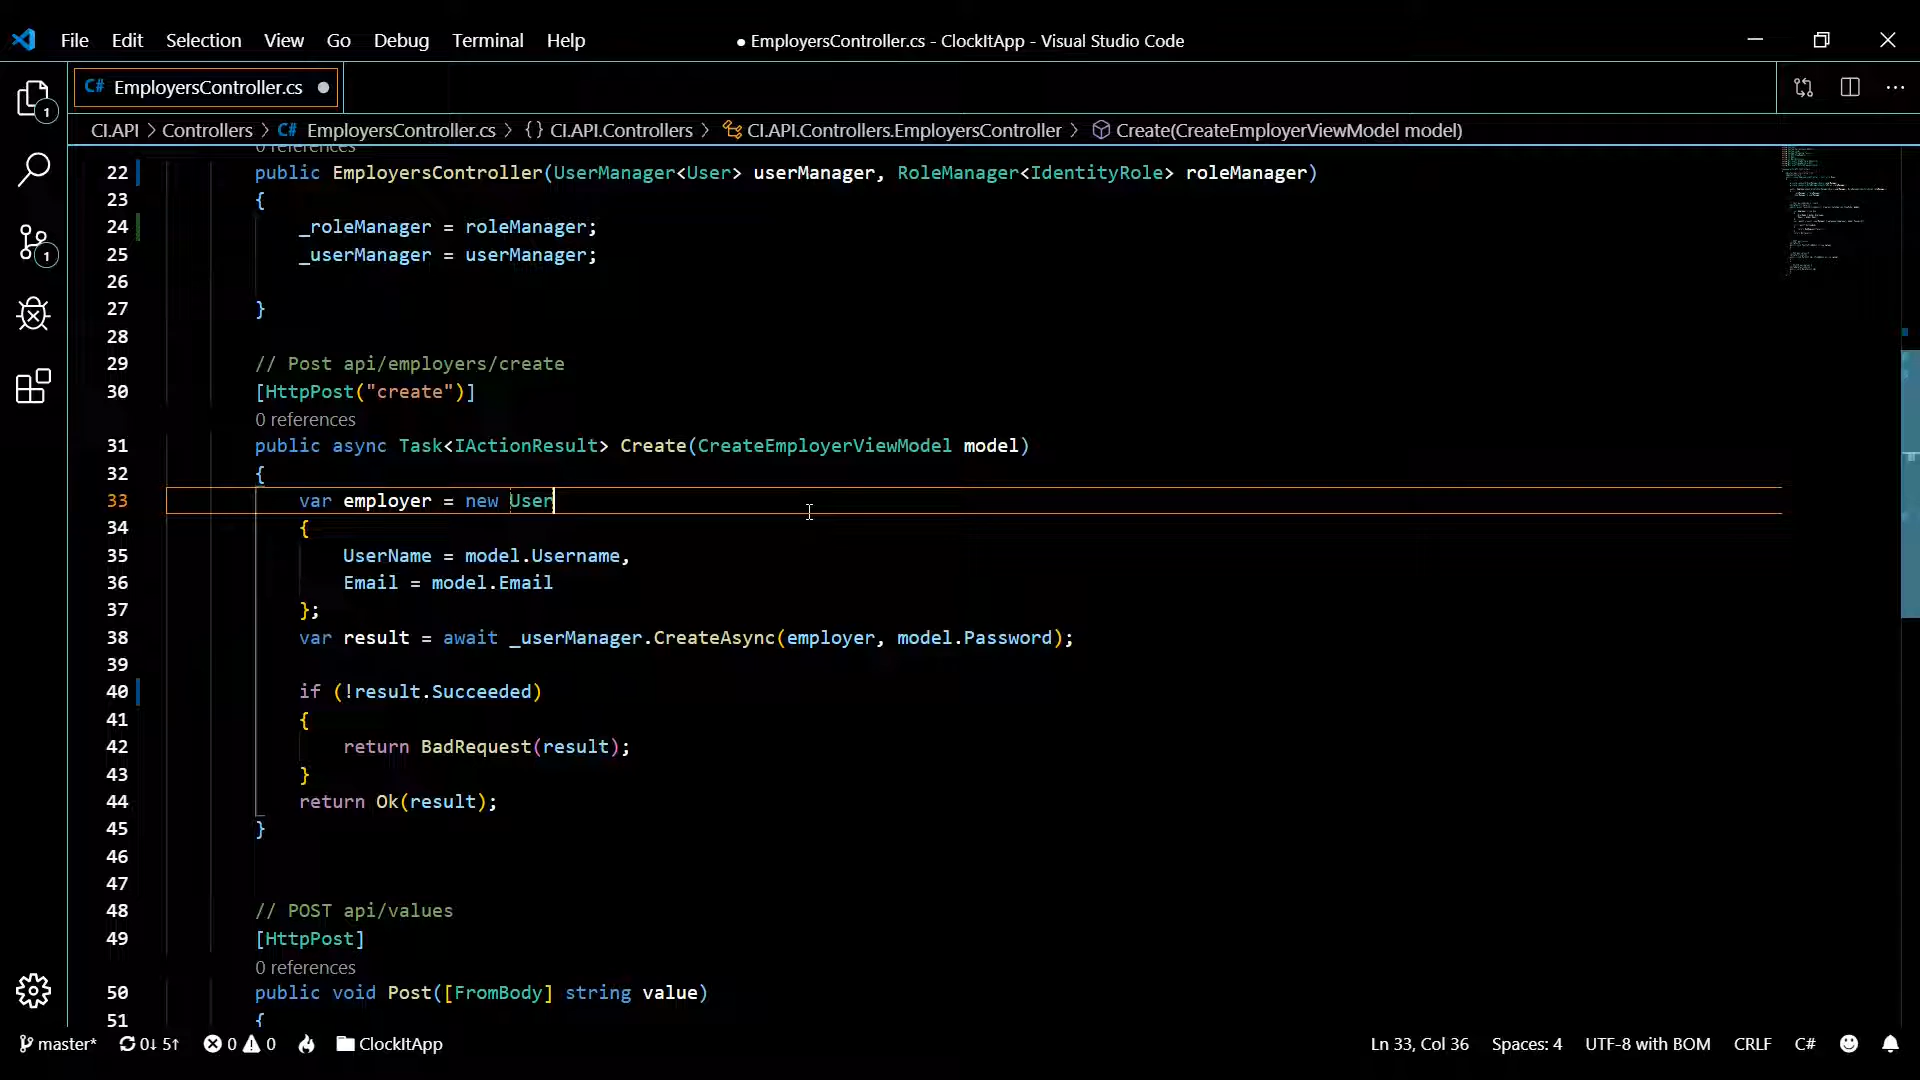 File Edit Selection View Go Debug Terminal Help
● EmployersController.cs - ClockItApp - Visual Studio Code
C# EmployersController.cs ●
CI.API > Controllers > C# EmployersController.cs > {} CI.API.Controllers > CI.API.Controllers.EmployersController > Create(CreateEmployerViewModel model)
0 references
22 public EmployersController(UserManager<User> userManager, RoleManager<IdentityRole> roleManager)
23 {
24 _roleManager = roleManager;
25 _userManager = userManager;
26
27 }
28
29 // Post api/employers/create
30 [HttpPost("create")]
0 references
31 public async Task<IActionResult> Create(CreateEmployerViewModel model)
32 {
33 var employer = new User
34 {
35 UserName = model.Username,
36 Email = model.Email
37 };
38 var result = await _userManager.CreateAsync(employer, model.Password);
39
40 if (!result.Succeeded)
41 {
42 return BadRequest(result);
43 }
44 return Ok(result);
45 }
46
47
48 // POST api/values
49 [HttpPost]
0 references
50 public void Post([FromBody] string value)
51 {
1
1
master* 0↓ 5↑ 0 0 ClockItApp Ln 33, Col 36 Spaces: 4 UTF-8 with BOM CRLF C#